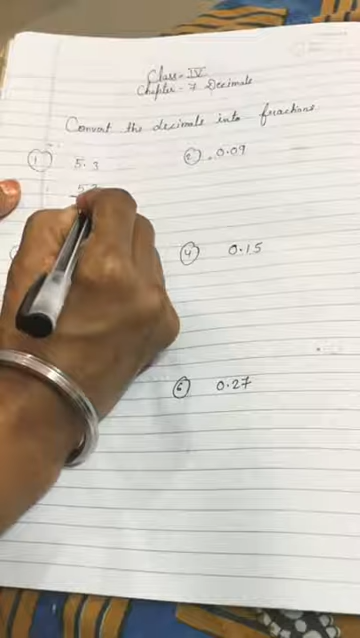 Class - IV
Chapter - 7 Decimals
Convert the decimals into fractions.
① 5.3
② 0.09
53
④ 0.15
⑥ 0.27